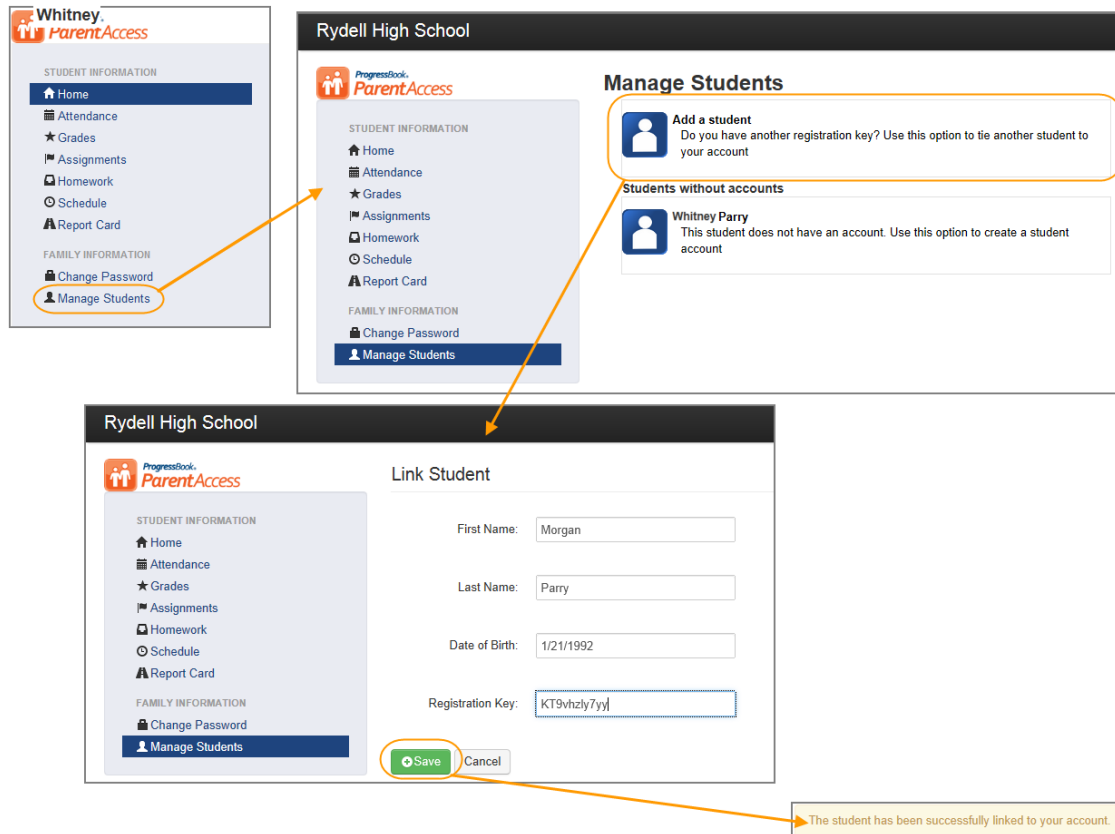 Whitney.
ParentAccess
STUDENT INFORMATION
Home
Attendance
Grades
Assignments
Homework
Schedule
Report Card
FAMILY INFORMATION
Change Password
Manage Students
Rydell High School
ProgressBook.
ParentAccess
STUDENT INFORMATION
Home
Attendance
Grades
Assignments
Homework
Schedule
Report Card
FAMILY INFORMATION
Change Password
Manage Students
Manage Students
Add a student
Do you have another registration key? Use this option to tie another student to
your account
Students without accounts
Whitney Parry
This student does not have an account. Use this option to create a student
account
Rydell High School
ProgressBook.
ParentAccess
STUDENT INFORMATION
Home
Attendance
Grades
Assignments
Homework
Schedule
Report Card
FAMILY INFORMATION
Change Password
Manage Students
Link Student
First Name: Morgan
Last Name: Parry
Date of Birth: 1/21/1992
Registration Key: KT9vhzly7yy
Save Cancel
The student has been successfully linked to your account.